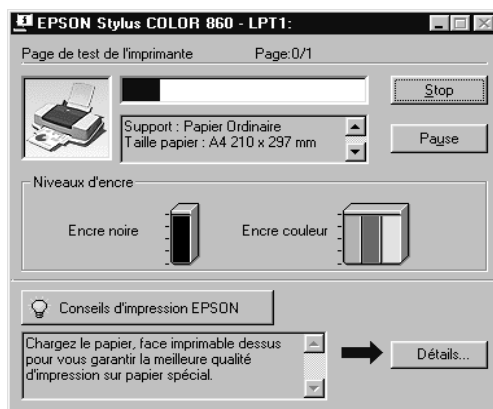 EPSON Stylus COLOR 860 - LPT1:
Page de test de l'imprimante Page:0/1
Stop
Support : Papier Ordinaire
Taille papier : A4 210 x 297 mm
Pause
Niveaux d'encre
Encre noire Encre couleur
Conseils d'impression EPSON
Chargez le papier, face imprimable dessus
pour vous garantir la meilleure qualité
d'impression sur papier spécial.
Détails...